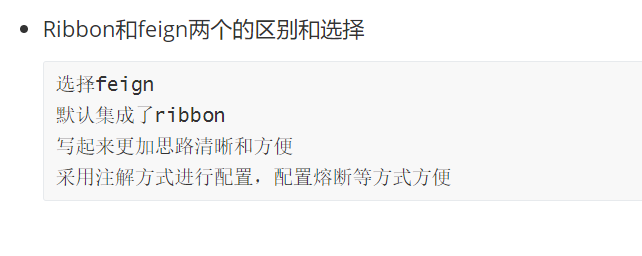 Ribbon和feign两个的区别和选择
选择feign
默认集成了ribbon
写起来更加思路清晰和方便
采用注解方式进行配置，配置熔断等方式方便